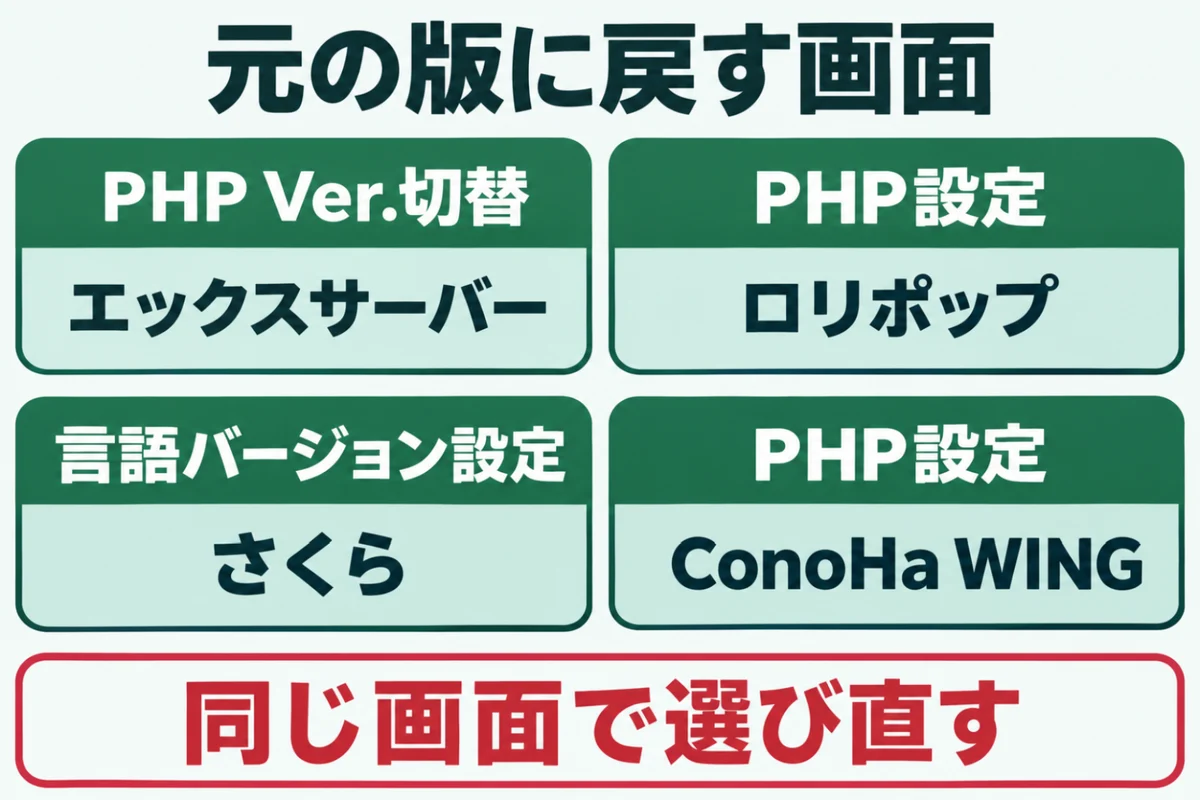 元の版に戻す画面
PHP Ver.切替
エックスサーバー
PHP設定
ロリポップ
言語バージョン設定
さくら
PHP設定
ConoHa WING
同じ画面で選び直す